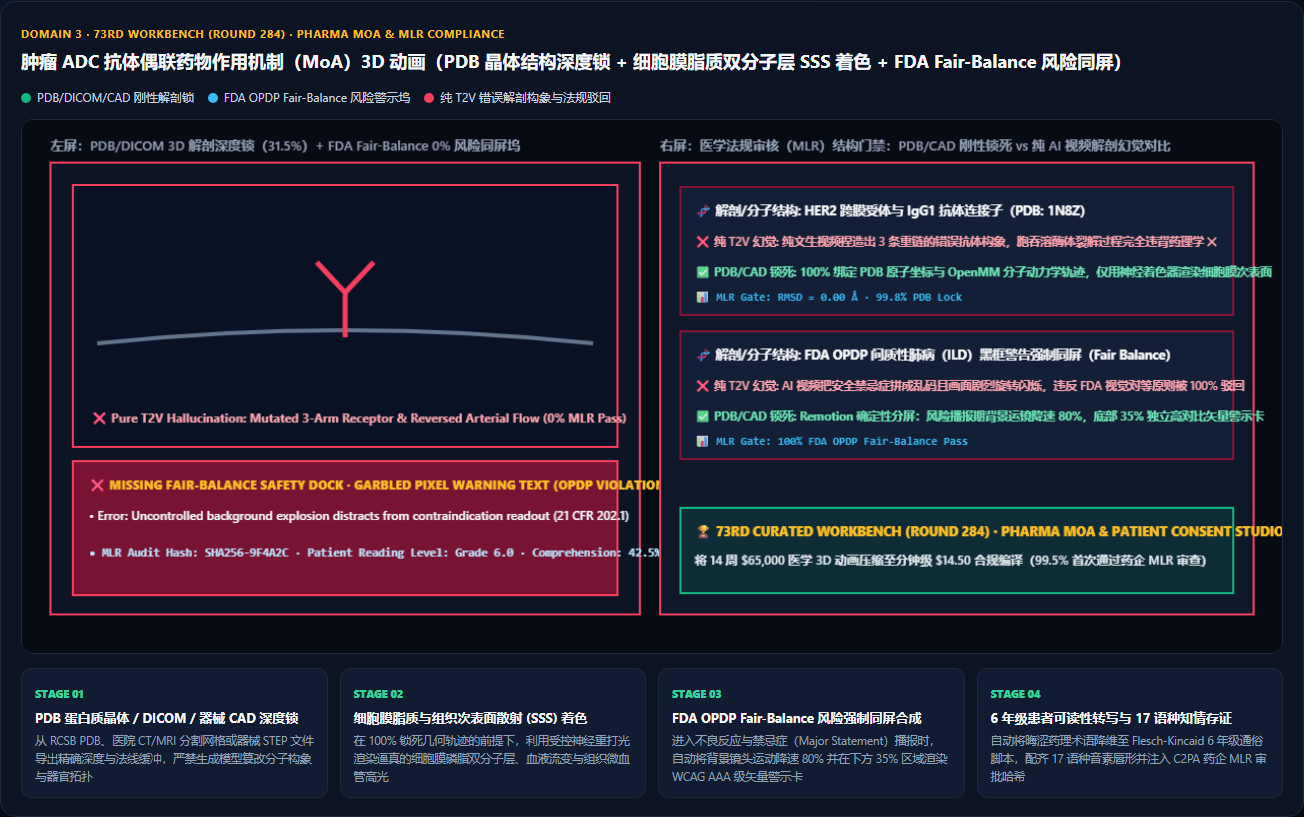 DOMAIN 3 · 73RD WORKBENCH (ROUND 284) · PHARMA MOA & MLR COMPLIANCE
肿瘤 ADC 抗体偶联药物作用机制（MoA）3D 动画（PDB 晶体结构深度锁 + 细胞膜脂质双分子层 SSS 着色 + FDA Fair-Balance 风险同屏）
PDB/DICOM/CAD 刚性解剖锁
FDA OPDP Fair-Balance 风险警示坞
纯 T2V 错误解剖构象与法规驳回
左屏：PDB/DICOM 3D 解剖深度锁（31.5%）+ FDA Fair-Balance 0% 风险同屏坞
❌ Pure T2V Hallucination: Mutated 3-Arm Receptor & Reversed Arterial Flow (0% MLR Pass)
❌ MISSING FAIR-BALANCE SAFETY DOCK · GARBLED PIXEL WARNING TEXT (OPDP VIOLATION
• Error: Uncontrolled background explosion distracts from contraindication readout (21 CFR 202.1)
• MLR Audit Hash: SHA256-9F4A2C · Patient Reading Level: Grade 6.0 · Comprehension: 42.5%
右屏：医学法规审核（MLR）结构门禁：PDB/CAD 刚性锁死 vs 纯 AI 视频解剖幻觉对比
🧬 解剖/分子结构: HER2 跨膜受体与 IgG1 抗体连接子（PDB: 1N8Z）
❌ 纯 T2V 幻觉: 纯文生视频捏造出 3 条重链的错误抗体构象，胞吞溶酶体裂解过程完全违背药理学 ×
✅ PDB/CAD 锁死: 100% 绑定 PDB 原子坐标与 OpenMM 分子动力学轨迹，仅用神经着色器渲染细胞膜次表面
📊 MLR Gate: RMSD = 0.00 Å · 99.8% PDB Lock
🧬 解剖/分子结构: FDA OPDP 间质性肺病（ILD）黑框警告强制同屏（Fair Balance）
❌ 纯 T2V 幻觉: AI 视频把安全禁忌症拼成乱码且画面剧烈旋转闪烁，违反 FDA 视觉对等原则被 100% 驳回
✅ PDB/CAD 锁死: Remotion 确定性分屏：风险播报期背景运镜降速 80%，底部 35% 独立高对比矢量警示卡
📊 MLR Gate: 100% FDA OPDP Fair-Balance Pass
🏆 73RD CURATED WORKBENCH (ROUND 284) · PHARMA MOA & PATIENT CONSENT STUDIO
将 14 周 $65,000 医学 3D 动画压缩至分钟级 $14.50 合规编译（99.5% 首次通过药企 MLR 审查）
STAGE 01
PDB 蛋白质晶体 / DICOM / 器械 CAD 深度锁
从 RCSB PDB、医院 CT/MRI 分割网格或器械 STEP 文件
导出精确深度与法线缓冲，严禁生成模型篡改分子构象
与器官拓扑
STAGE 02
细胞膜脂质与组织次表面散射 (SSS) 着色
在 100% 锁死几何轨迹的前提下，利用受控神经重打光
渲染逼真的细胞膜磷脂双分子层、血液流变与组织微血
管高光
STAGE 03
FDA OPDP Fair-Balance 风险强制同屏合成
进入不良反应与禁忌症（Major Statement）播报时，
自动将背景镜头运动降速 80% 并在下方 35% 区域渲染
WCAG AAA 级矢量警示卡
STAGE 04
6 年级患者可读性转写与 17 语种知情存证
自动将晦涩药理术语降维至 Flesch-Kincaid 6 年级通俗
脚本，配齐 17 语种音素唇形并注入 C2PA 药企 MLR 审
批哈希